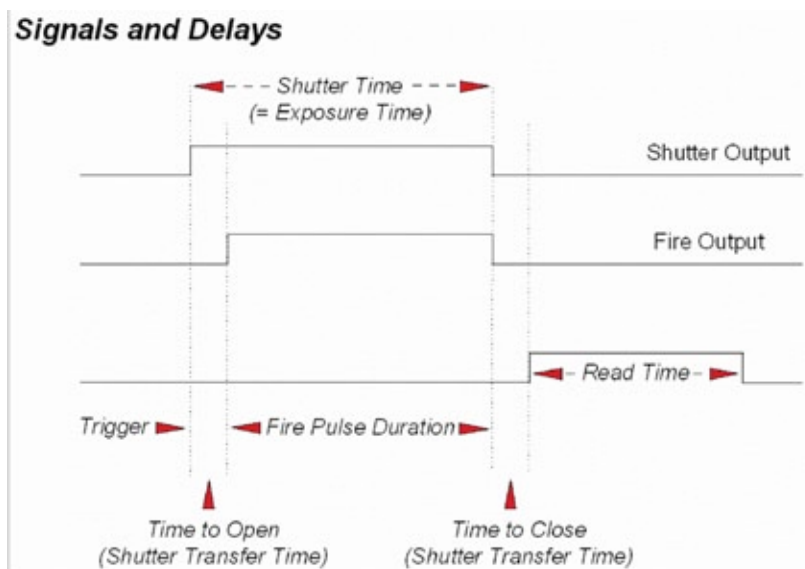 Signals and Delays
Shutter Time
(= Exposure Time)
Shutter Output
Fire Output
Read Time
Trigger
Fire Pulse Duration
Time to Open
(Shutter Transfer Time)
Time to Close
(Shutter Transfer Time)